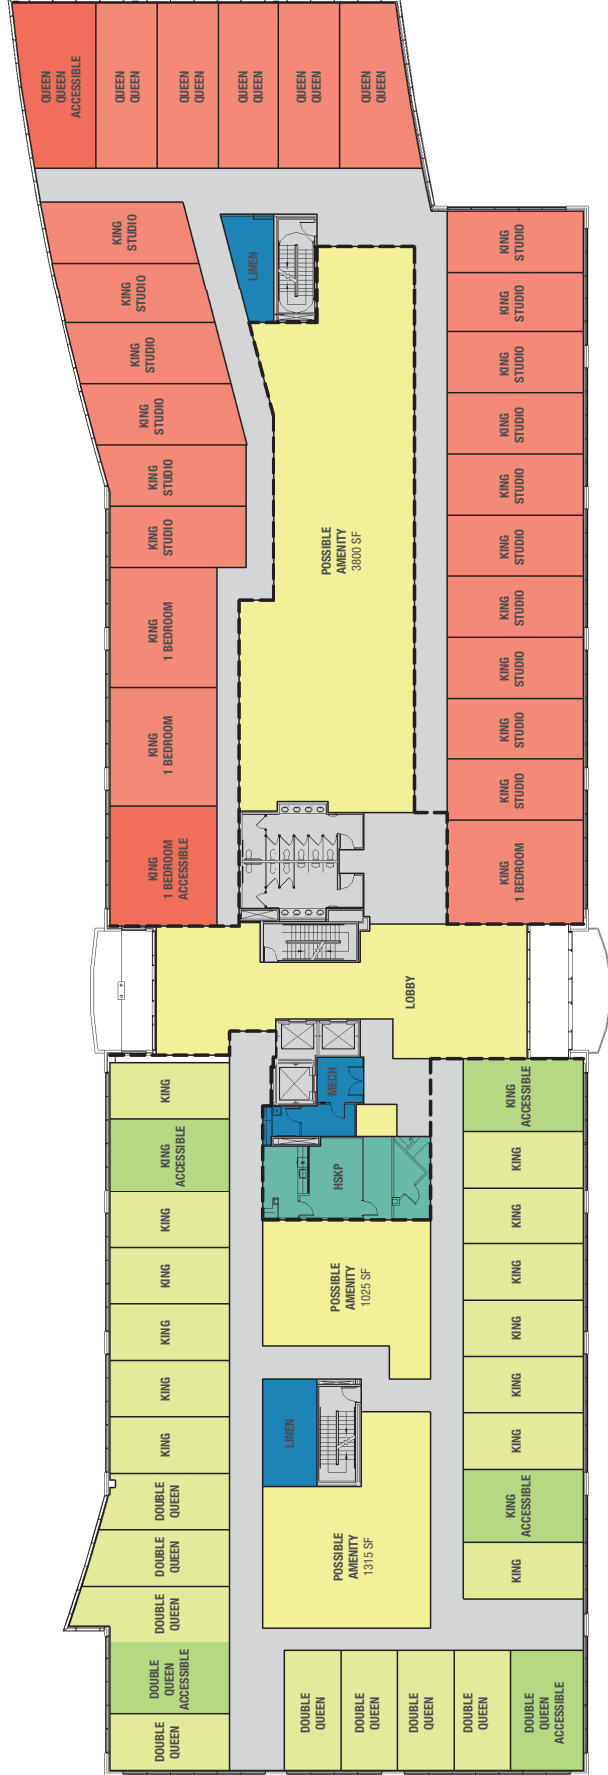 QUEEN
QUEEN
ACCESSIBLE
QUEEN
QUEEN
QUEEN
QUEEN
QUEEN
QUEEN
QUEEN
QUEEN
QUEEN
QUEEN
KING
STUDIO
KING
STUDIO
KING
STUDIO
KING
STUDIO
KING
STUDIO
KING
STUDIO
KING
1 BEDROOM
KING
1 BEDROOM
KING
1 BEDROOM
ACCESSIBLE
LINEN
POSSIBLE
AMENITY
3800 SF
KING
STUDIO
KING
STUDIO
KING
STUDIO
KING
STUDIO
KING
STUDIO
KING
STUDIO
KING
STUDIO
KING
STUDIO
KING
STUDIO
KING
STUDIO
KING
1 BEDROOM
LOBBY
MECH
HSKP
POSSIBLE
AMENITY
1025 SF
LINEN
POSSIBLE
AMENITY
1315 SF
KING
KING
ACCESSIBLE
KING
KING
KING
KING
KING
DOUBLE
QUEEN
DOUBLE
QUEEN
DOUBLE
QUEEN
DOUBLE
QUEEN
ACCESSIBLE
DOUBLE
QUEEN
KING
ACCESSIBLE
KING
KING
KING
KING
KING
KING
KING
ACCESSIBLE
KING
DOUBLE
QUEEN
DOUBLE
QUEEN
DOUBLE
QUEEN
DOUBLE
QUEEN
DOUBLE
QUEEN
ACCESSIBLE